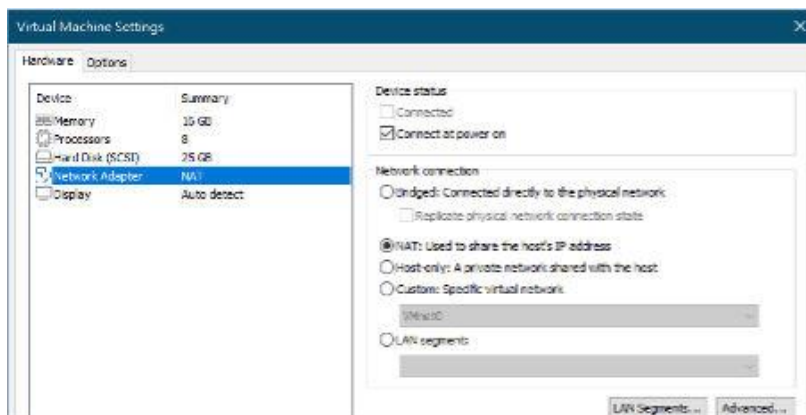 Virtual Machine Settings
Hardware Options
Device Summary
Memory 16 GB
Processors 8
Hard Disk (SCSI) 25 GB
Network Adapter NAT
Display Auto detect
Device status
Connected
Connect at power on
Network connection
Bridged: Connected directly to the physical network
Replicate physical network connection state
NAT: Used to share the host's IP address
Host-only: A private network shared with the host
Custom: Specific virtual network
VMnet0
LAN segments
LAN Segments... Advanced...